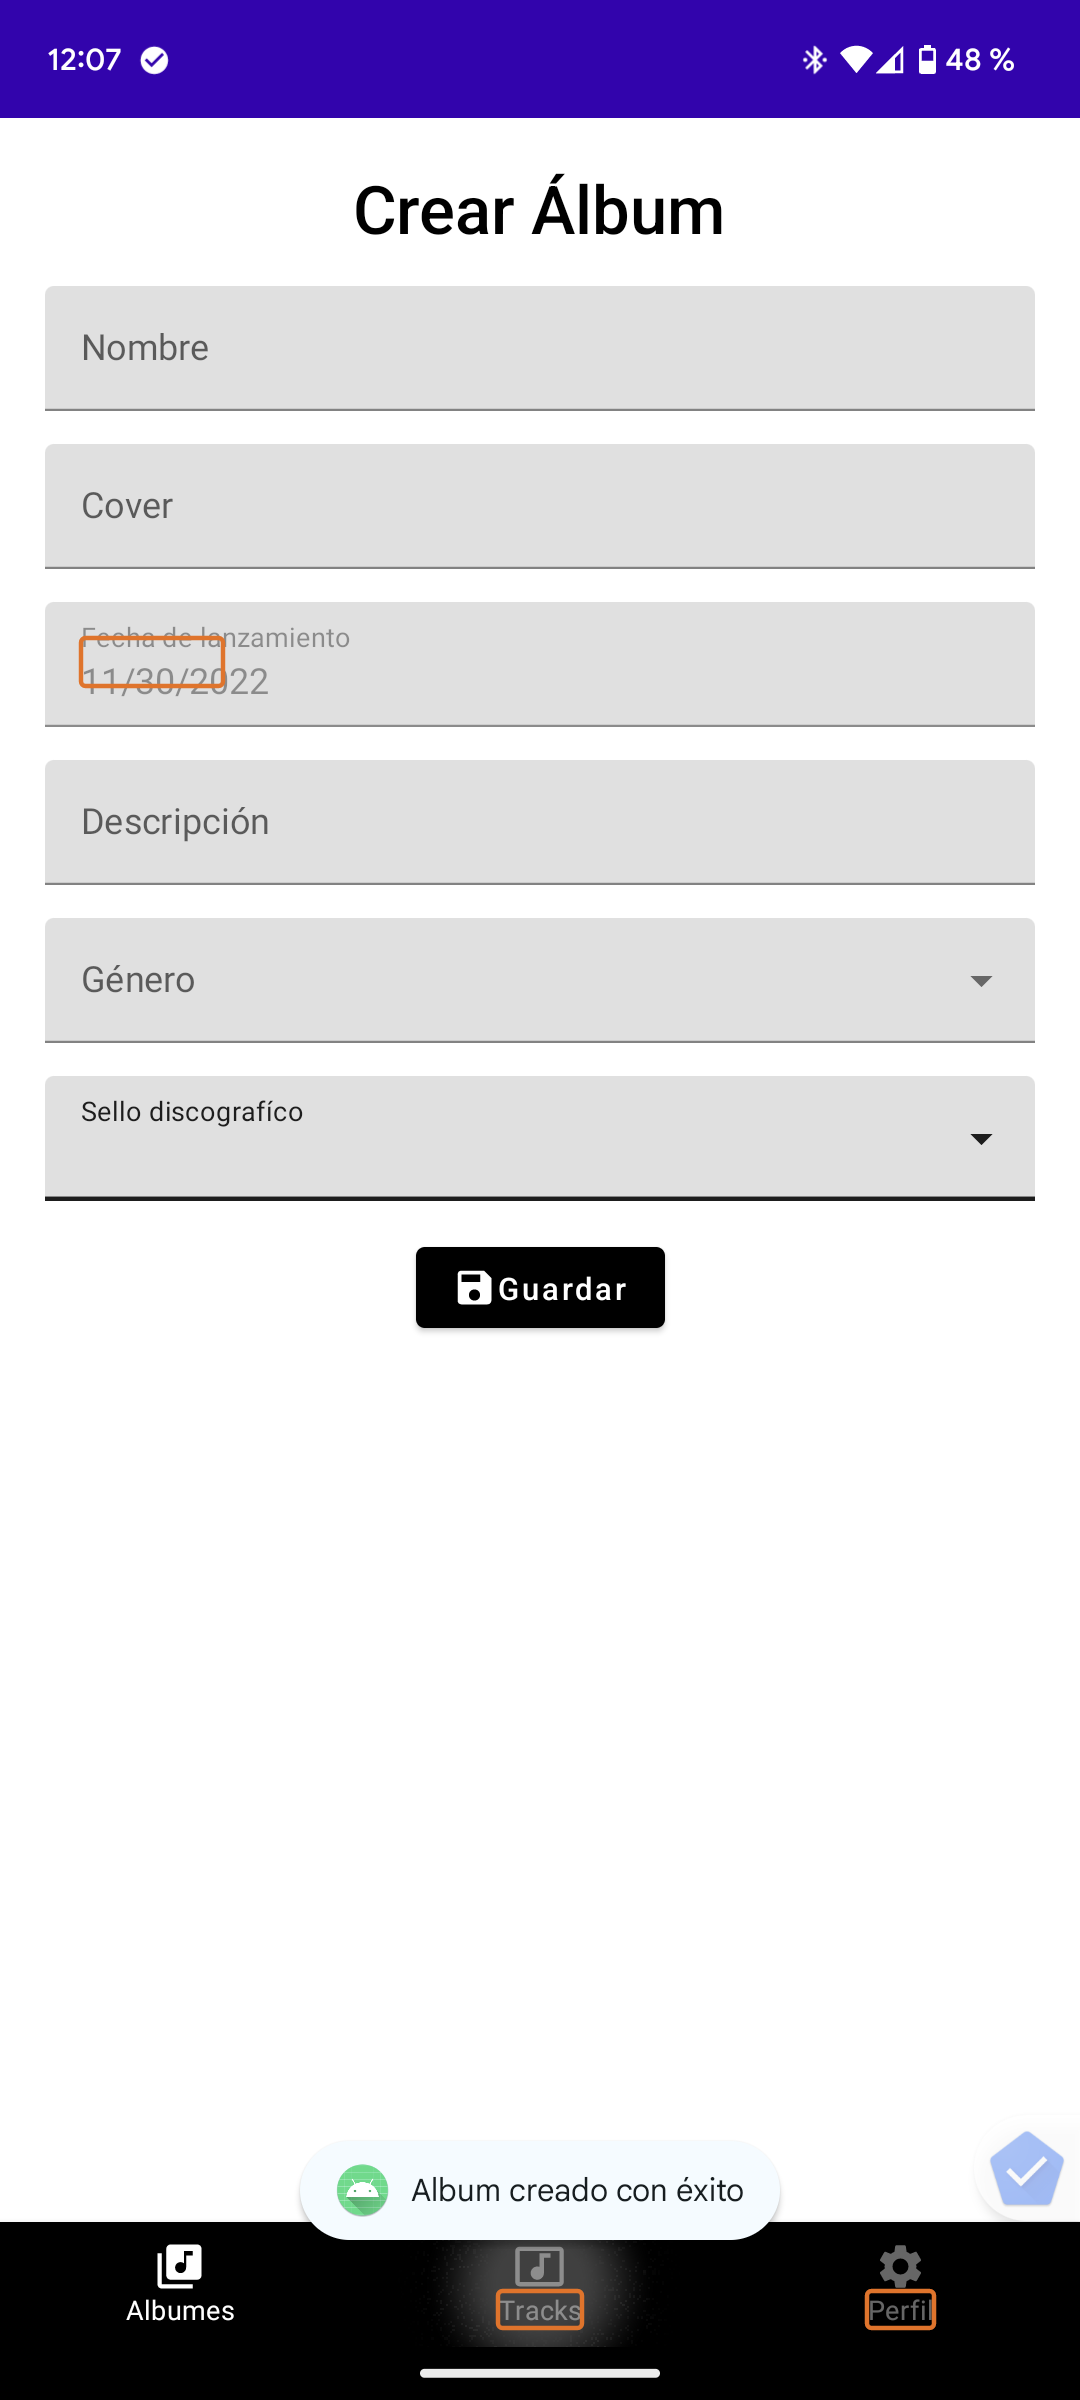 12:07 48 %
Crear Álbum
Nombre
Cover
Fecha de lanzamiento
11/30/2022
Descripción
Género
Sello discografíco
Guardar
Album creado con éxito
Albumes Tracks Perfil